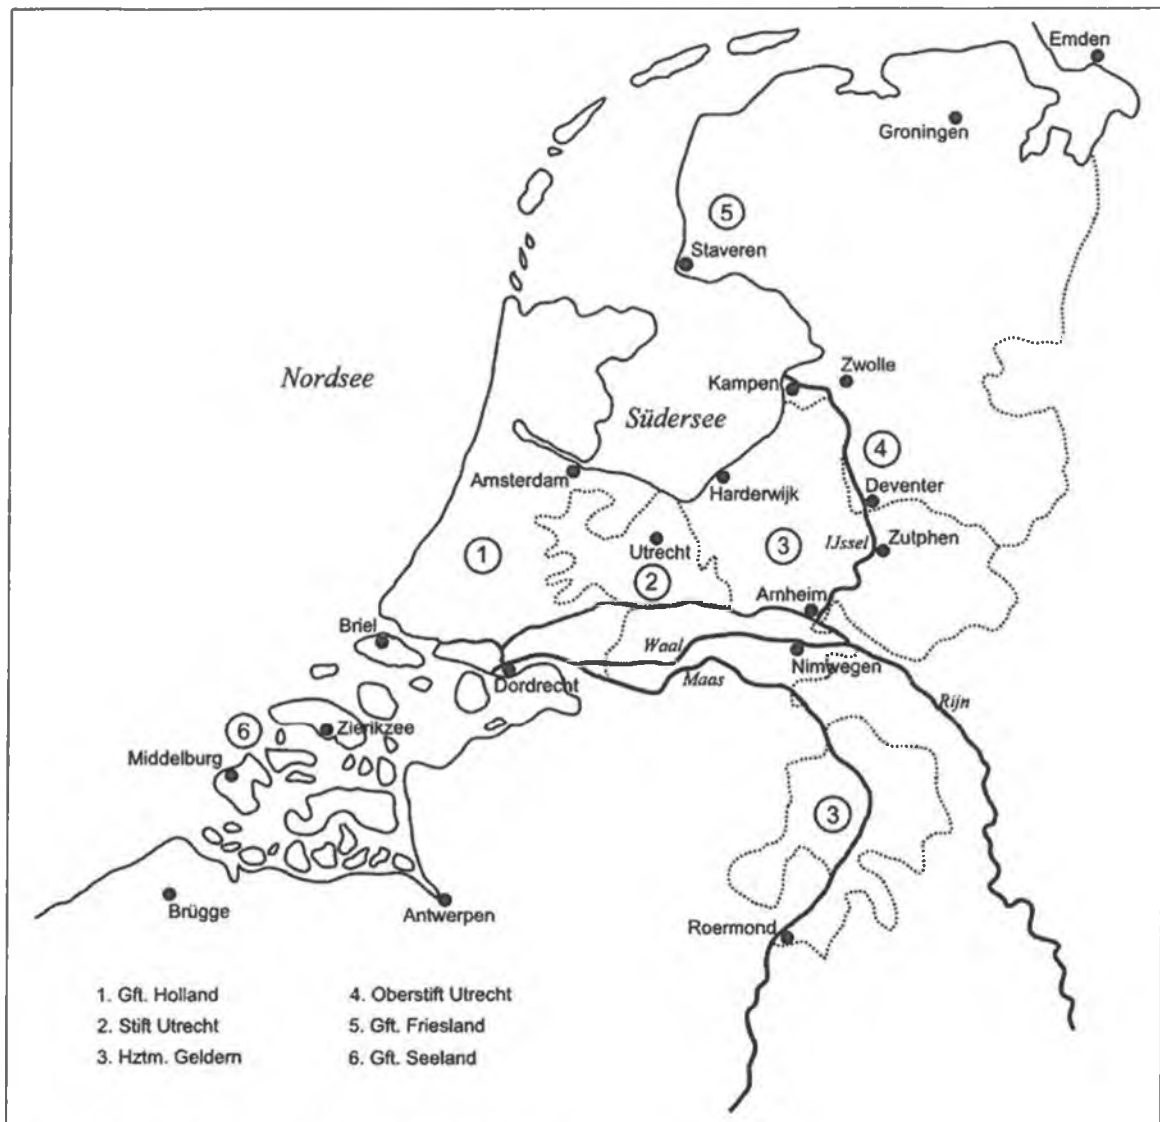 Emden
Groningen
5
Staveren
Nordsee
Zwolle
Kampen
Südersee
4
Amsterdam
Harderwijk
Deventer
1
Utrecht
3
IJssel
Zutphen
2
Arnheim
Briel
Waal
Nimwegen
Dordrecht
Maas
Rijn
6
Zierikzee
Middelburg
3
Brügge
Antwerpen
Roermond
1. Gft. Holland
2. Stift Utrecht
3. Hztm. Geldern
4. Oberstift Utrecht
5. Gft. Friesland
6. Gft. Seeland